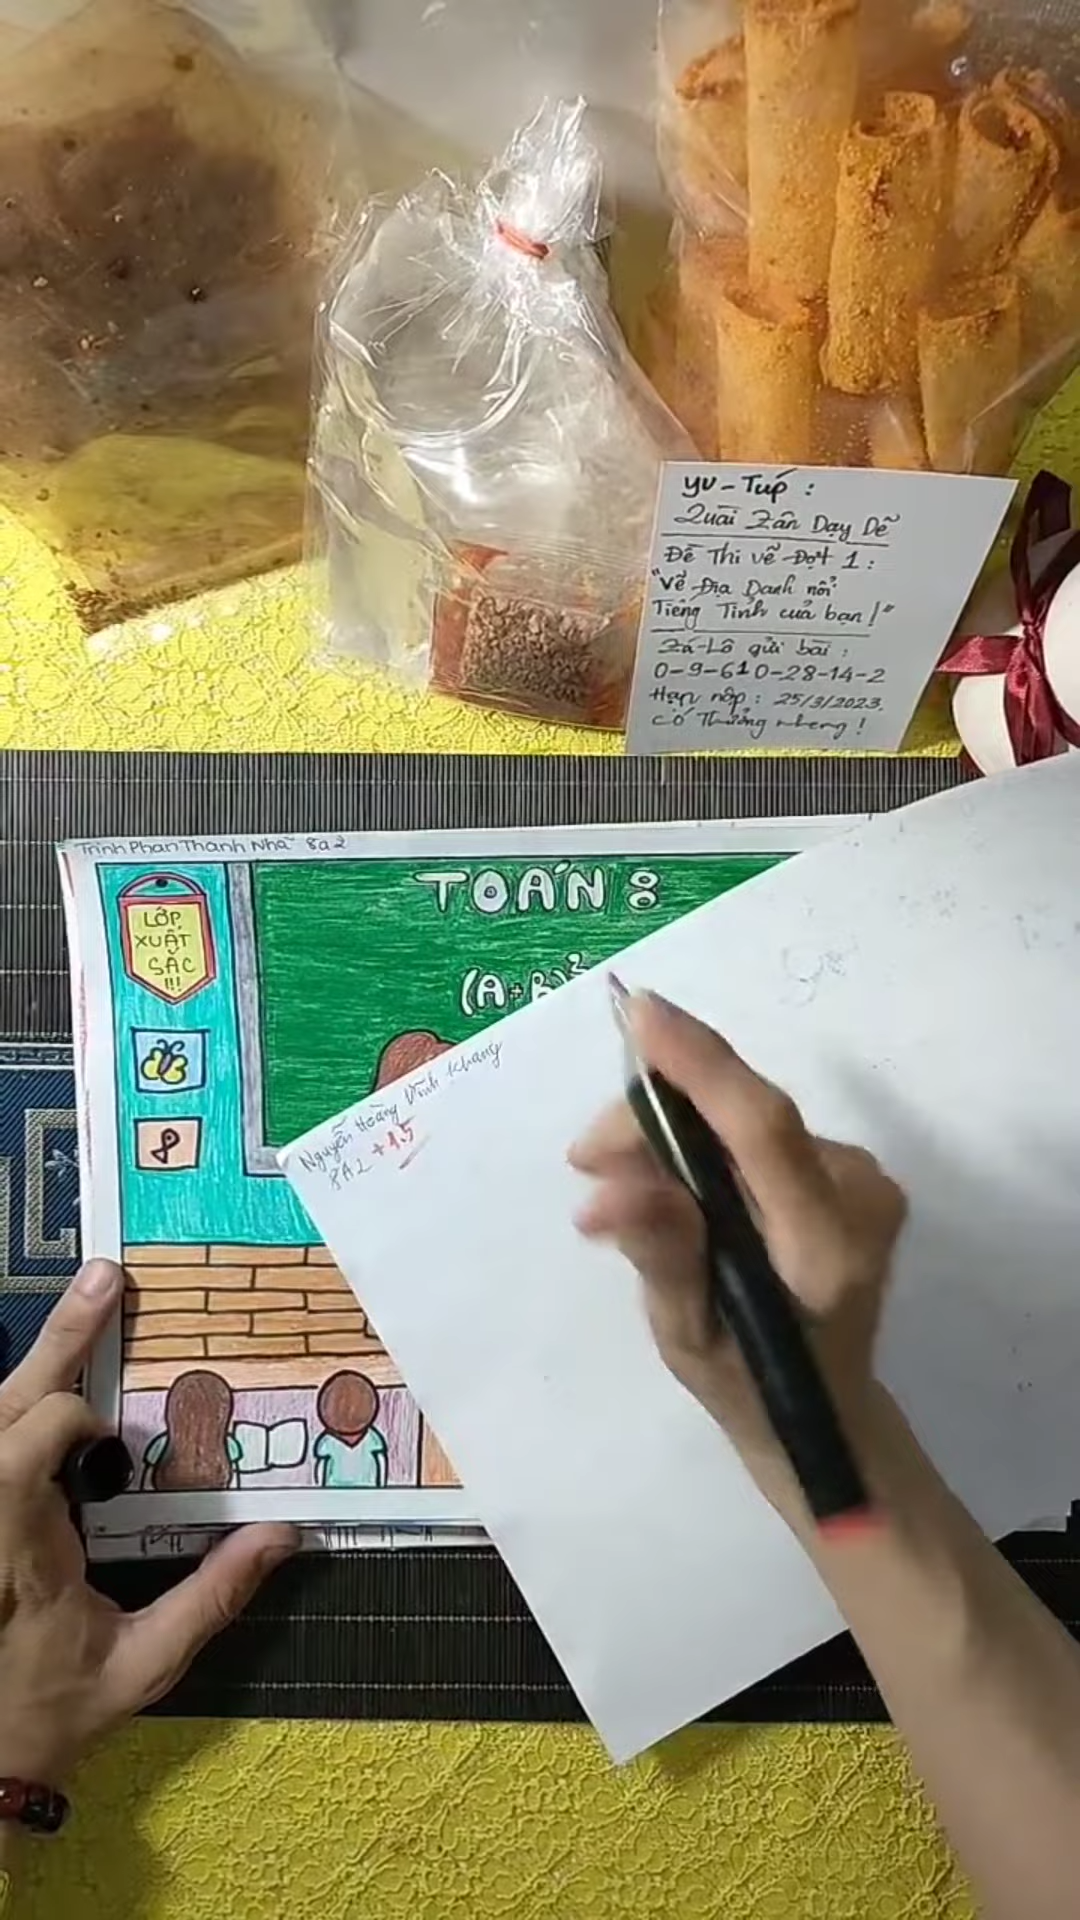 yu-Tup :
Quái Zân Dạy Dễ
Đề Thi vẽ Đợt 1 :
"Vẽ Địa Danh nổi
Tiếng Tỉnh của bạn !"
Zá-Lô gửi bài :
0-9-610-28-14-2
Hạn nộp : 25/3/2023.
Có Thưởng nheng !
Trịnh Phan Thanh Nhã 8a2
LỚP
XUẤT
SẮC
!!!
TOÁN 8
(A+B)²
Nguyễn Hoàng Vĩnh Khang
8A2 +1.5